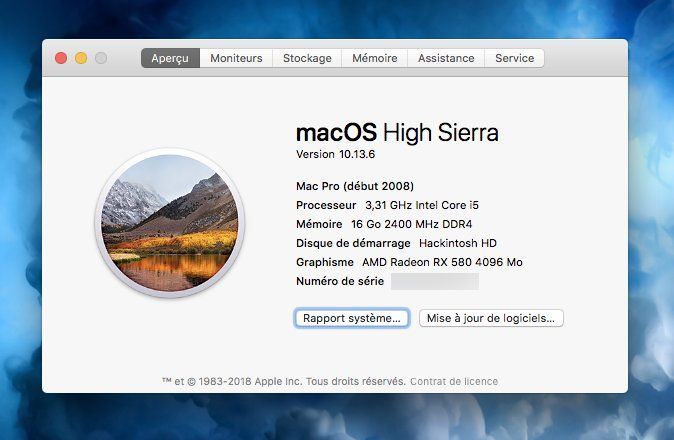 Aperçu Moniteurs Stockage Mémoire Assistance Service
macOS High Sierra
Version 10.13.6
Mac Pro (début 2008)
Processeur 3,31 GHz Intel Core i5
Mémoire 16 Go 2400 MHz DDR4
Disque de démarrage Hackintosh HD
Graphisme AMD Radeon RX 580 4096 Mo
Numéro de série
Rapport système... Mise à jour de logiciels...
™ et © 1983-2018 Apple Inc. Tous droits réservés. Contrat de licence